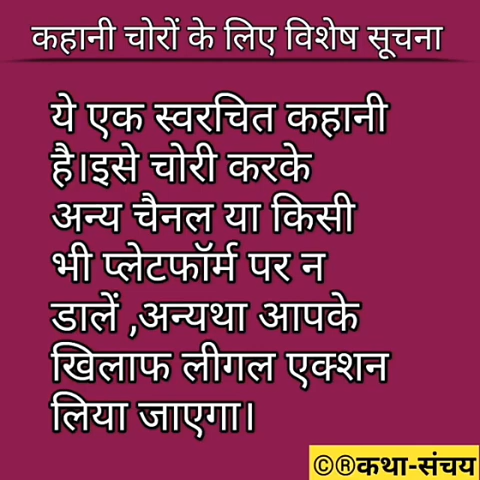 कहानी चोरों के लिए विशेष सूचना
ये एक स्वरचित कहानी
है।इसे चोरी करके
अन्य चैनल या किसी
भी प्लेटफॉर्म पर न
डालें ,अन्यथा आपके
खिलाफ लीगल एक्शन
लिया जाएगा।
©®कथा-संचय